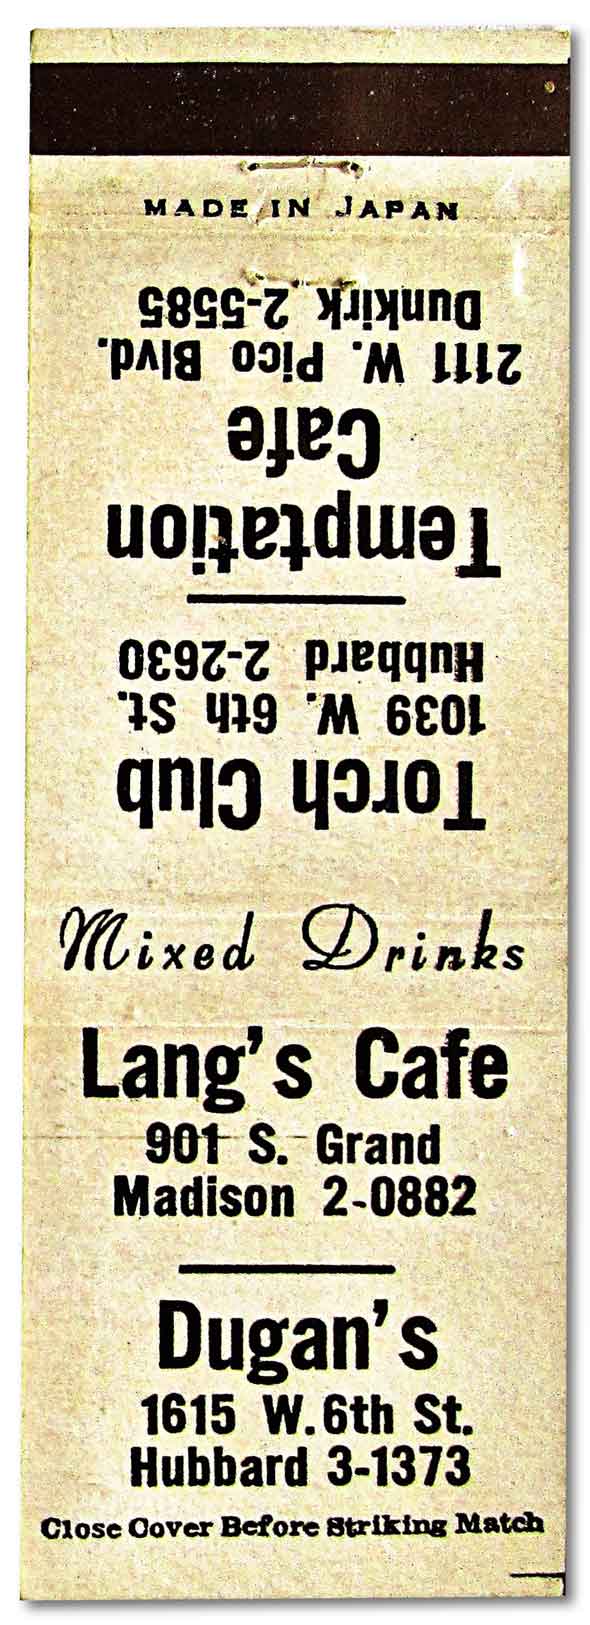 MADE IN JAPAN
Torch Club
1039 W. 6th St.
Hubbard 2-2630
Temptation
Cafe
2111 W. Pico Blvd.
Dunkirk 2-5585
Mixed Drinks
Lang's Cafe
901 S. Grand
Madison 2-0882
Dugan's
1615 W. 6th St.
Hubbard 3-1373
Close Cover Before Striking Match